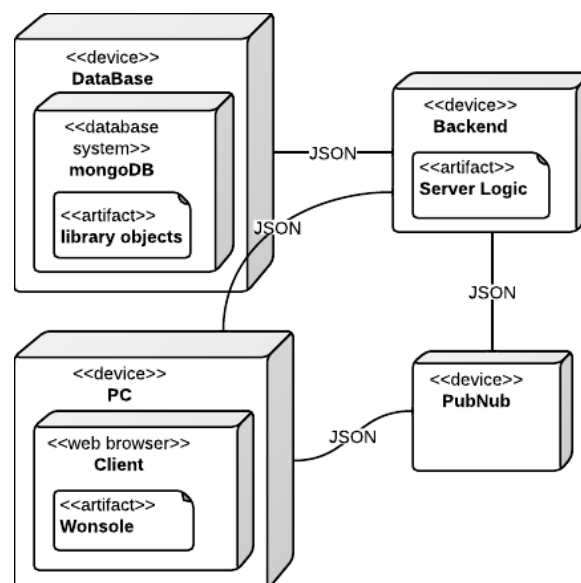 <<device>>
DataBase
<<database
system>>
mongoDB
<<artifact>>
library objects
JSON
<<device>>
Backend
<<artifact>>
Server Logic
JSON
JSON
<<device>>
PC
<<web browser>>
Client
<<artifact>>
Wonsole
JSON
<<device>>
PubNub